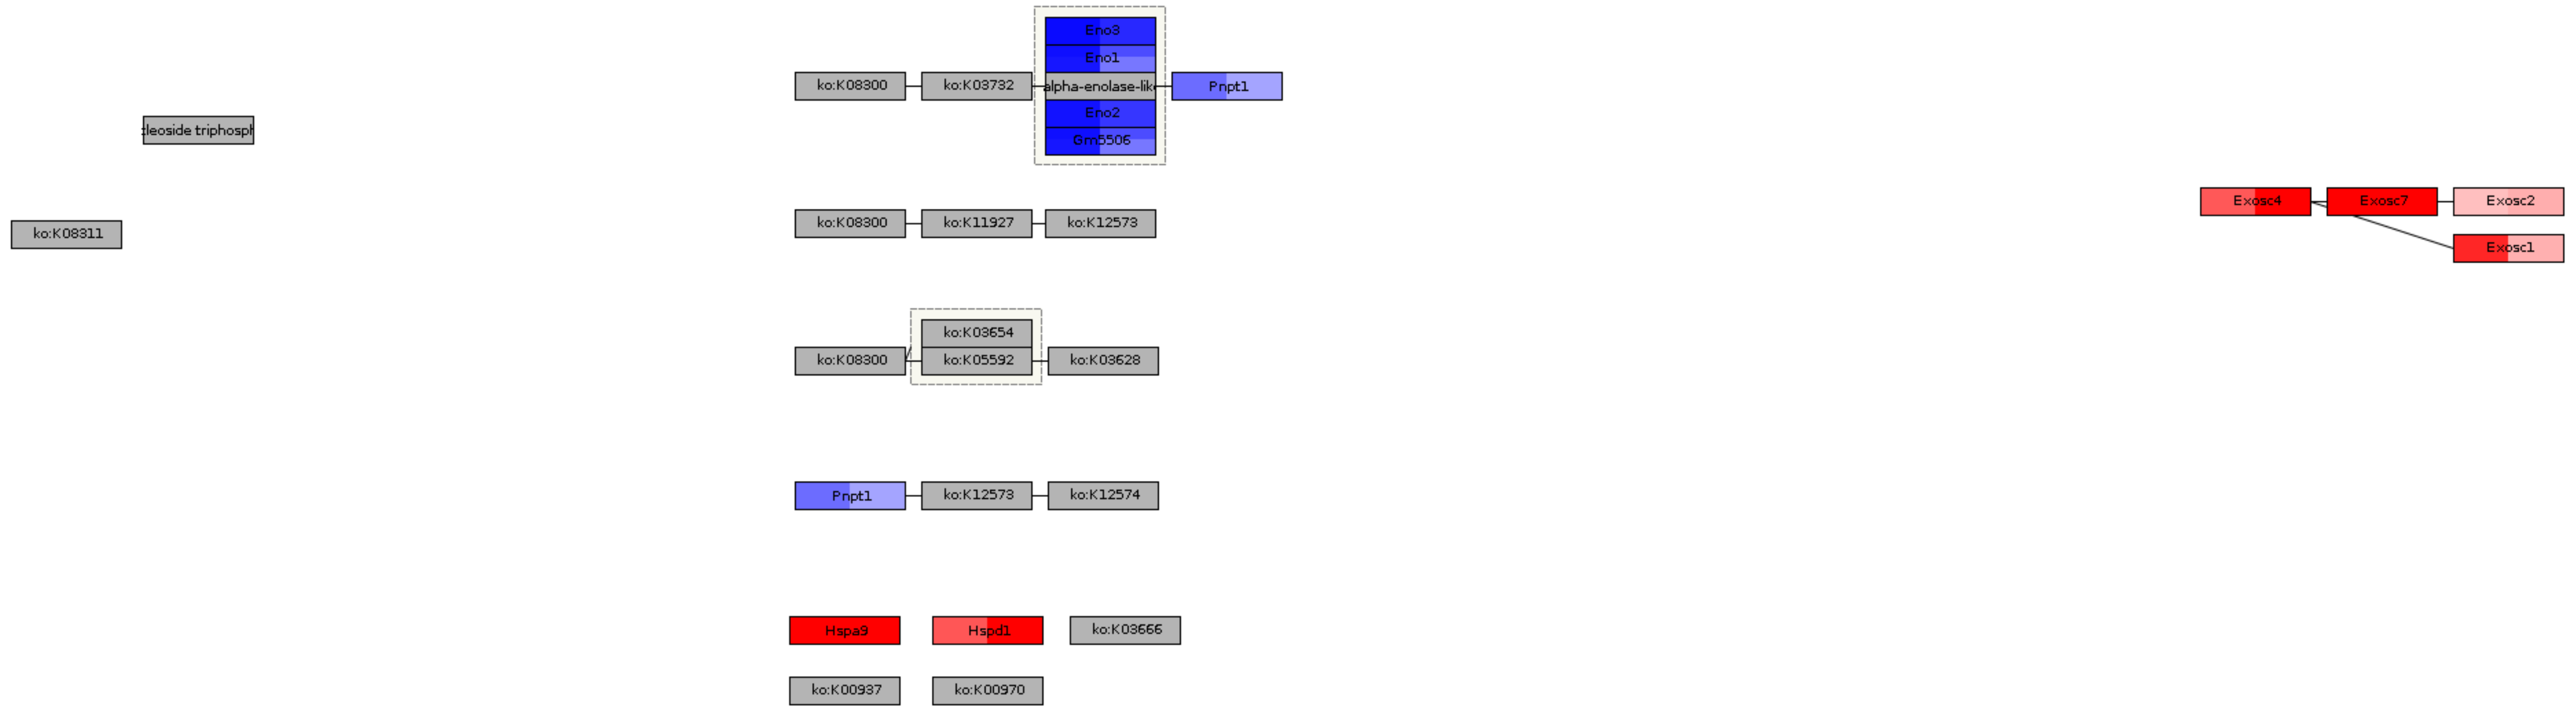 Eno3
Eno1
ko:K08300 ko:K03732 alpha-enolase-lik Pnpt1
Eno2
Gm5506
leoside triphosph
ko:K08311
ko:K08300 ko:K11927 ko:K12573
Exosc4 Exosc7 Exosc2
Exosc1
ko:K03654
ko:K08300 ko:K05592 ko:K03628
Pnpt1 ko:K12573 ko:K12574
Hspa9 Hspd1 ko:K03666
ko:K00937 ko:K00970